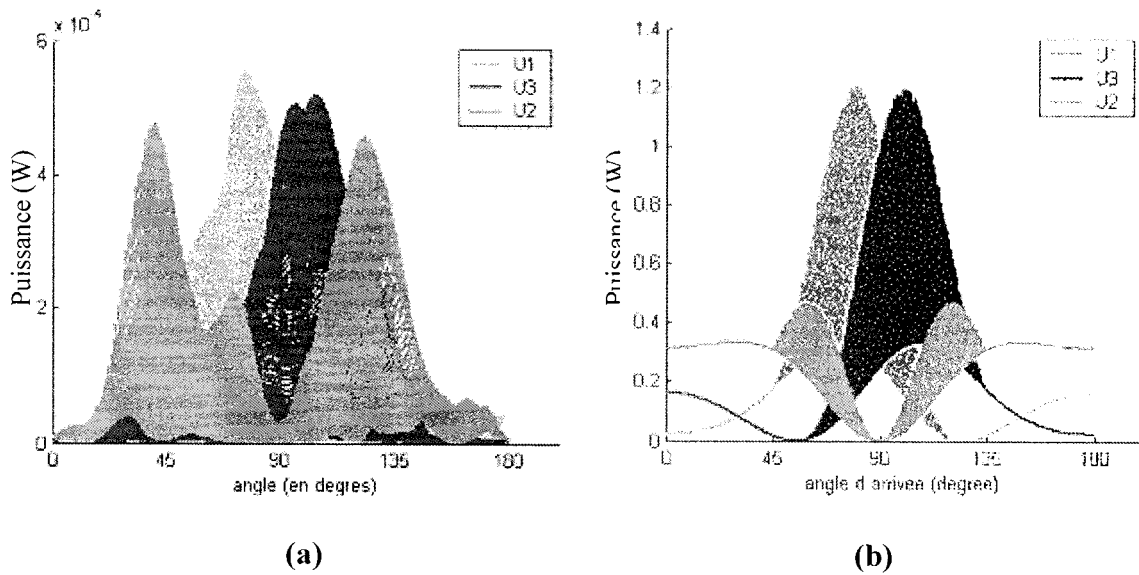 6 x 10⁻⁴
U1
U3
U2
Puissance (W)
4
2
0
0 45 90 135 180
angle (en degres)
(a)
1.4
U1
U3
U2
1.2
1
0.8
Puissance (W)
0.6
0.4
0.2
0
0 45 90 135 180
angle d arrivee (degree)
(b)